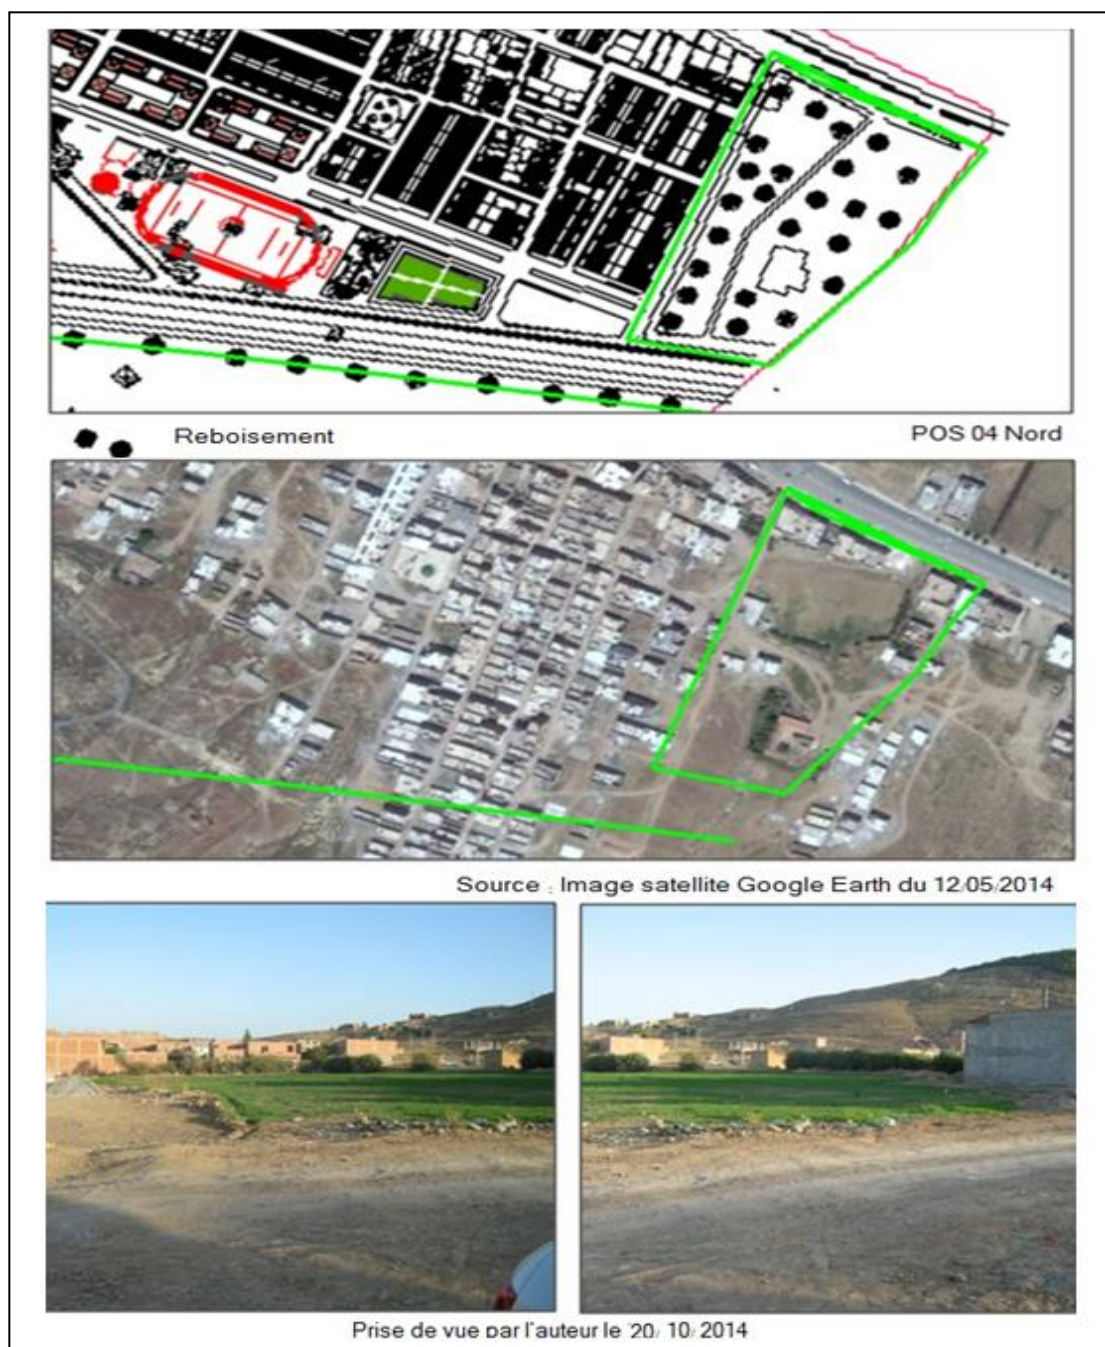 Reboisement
POS 04 Nord
Source : Image satellite Google Earth du 12/05/2014
Prise de vue par l'auteur le 20/ 10/ 2014